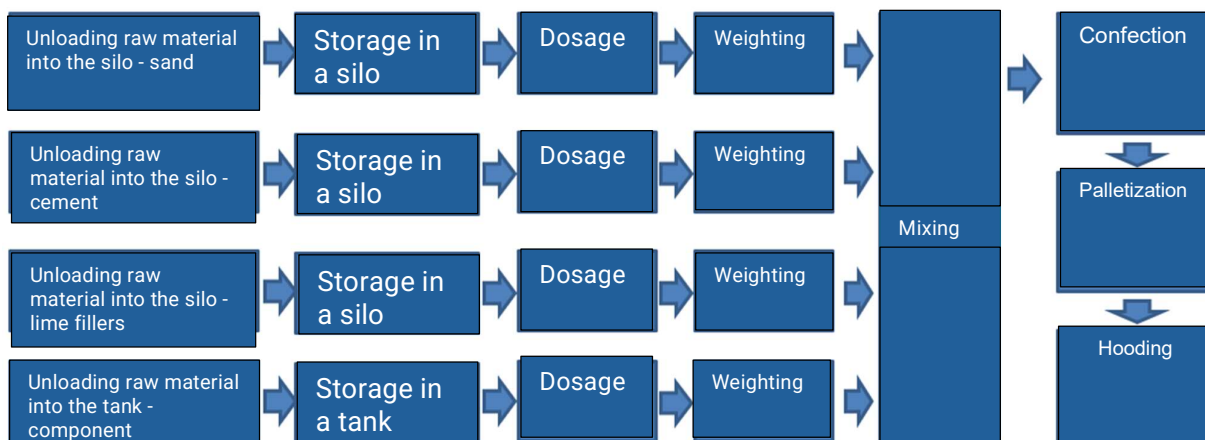 Unloading raw material
into the silo - sand
Storage in
a silo
Dosage
Weighting
Confection
Unloading raw
material into the silo -
cement
Storage in
a silo
Dosage
Weighting
Palletization
Mixing
Unloading raw
material into the silo -
lime fillers
Storage in
a silo
Dosage
Weighting
Hooding
Unloading raw material
into the tank -
component
Storage in
a tank
Dosage
Weighting